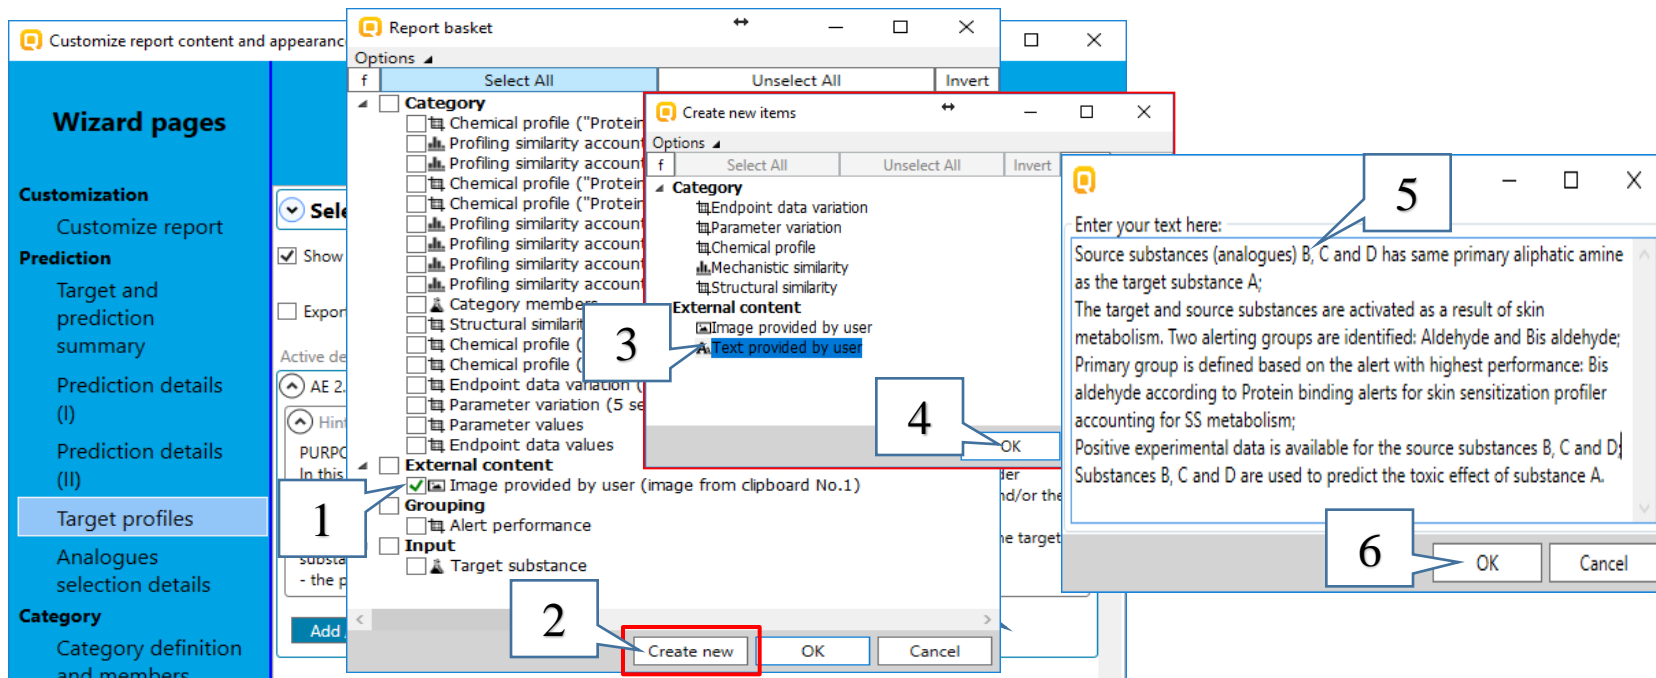 Customize report content and appearanc
Wizard pages
Customization
Customize report
Prediction
Target and
prediction
summary
Prediction details
(I)
Prediction details
(II)
Target profiles
Analogues
selection details
Category
Category definition
and members
Sele
Show
Expor
Active de
AE 2.
Hint
PURPO
In this
substa
- the p
Add
der
nd/or the
he target
Report basket
Options
f Select All Unselect All Invert
Category
Chemical profile ("Protein
Profiling similarity account
Profiling similarity account
Chemical profile ("Protein
Chemical profile ("Protein
Profiling similarity account
Profiling similarity account
Profiling similarity account
Profiling similarity account
Category members
Structural similarit
Chemical profile (
Chemical profile (
Endpoint data variation (
Parameter variation (5 se
Parameter values
Endpoint data values
External content
Image provided by user (image from clipboard No.1)
Grouping
Alert performance
Input
Target substance
Create new OK Cancel
Create new items
Options
f Select All Unselect All Invert
Category
Endpoint data variation
Parameter variation
Chemical profile
Mechanistic similarity
Structural similarity
External content
Image provided by user
Text provided by user
OK
Enter your text here:
Source substances (analogues) B, C and D has same primary aliphatic amine
as the target substance A;
The target and source substances are activated as a result of skin
metabolism. Two alerting groups are identified: Aldehyde and Bis aldehyde;
Primary group is defined based on the alert with highest performance: Bis
aldehyde according to Protein binding alerts for skin sensitization profiler
accounting for SS metabolism;
Positive experimental data is available for the source substances B, C and D;
Substances B, C and D are used to predict the toxic effect of substance A.
OK Cancel
1
2
3
4
5
6